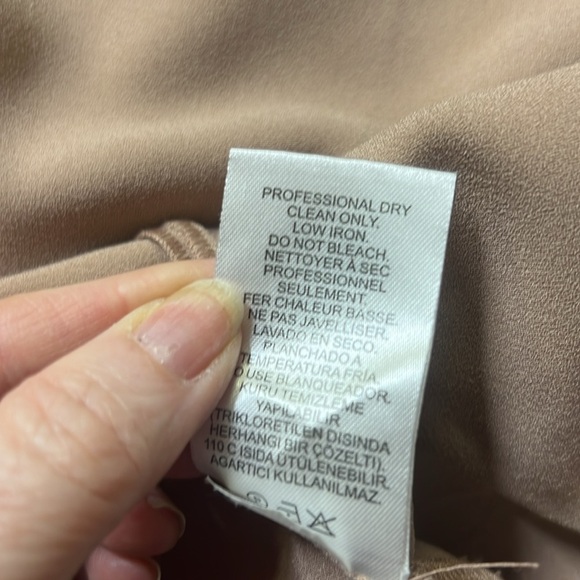 PROFESSIONAL DRY
CLEAN ONLY.
LOW IRON.
DO NOT BLEACH.
NETTOYER À SEC
PROFESSIONNEL
SEULEMENT.
FER CHALEUR BASSE.
NE PAS JAVELLISER.
LAVADO EN SECO.
PLANCHADO A
TEMPERATURA FRIA.
USE BLANQUEADOR.
KURU TEMIZLEME
YAPILABILIR
(TRIKLORETILEN DISINDA
HERHANGI BIR ÇÖZELTI).
110 C ISIDA ÜTÜLENEBILIR.
AGARTICI KULLANILMAZ.